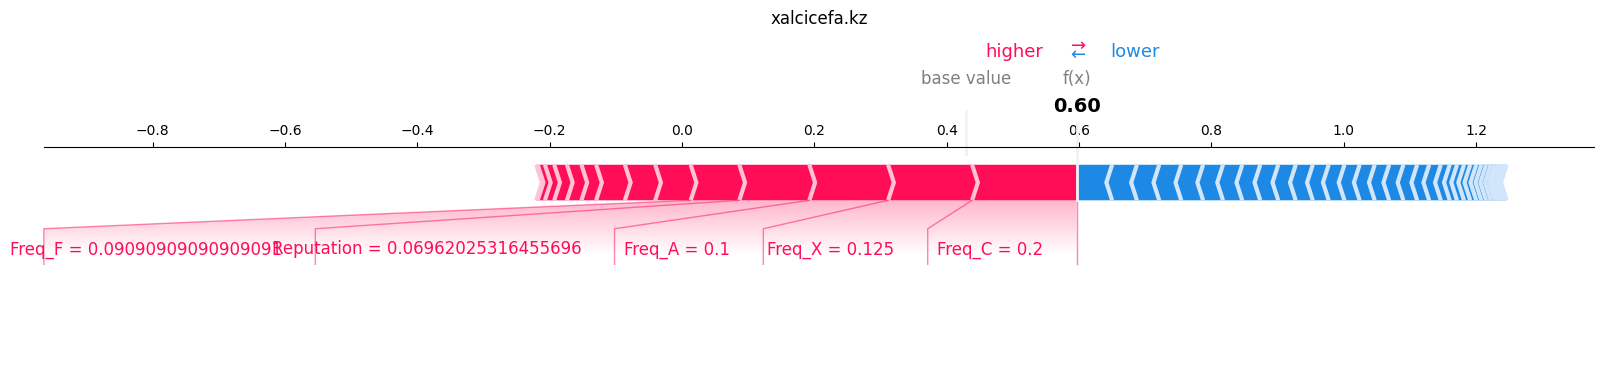 xalcicefa.kz
higher ⇄ lower
base value f(x)
0.60
−0.8 −0.6 −0.4 −0.2 0.0 0.2 0.4 0.6 0.8 1.0 1.2
Freq_F = 0.09090909090909091 Reputation = 0.06962025316455696 Freq_A = 0.1 Freq_X = 0.125 Freq_C = 0.2